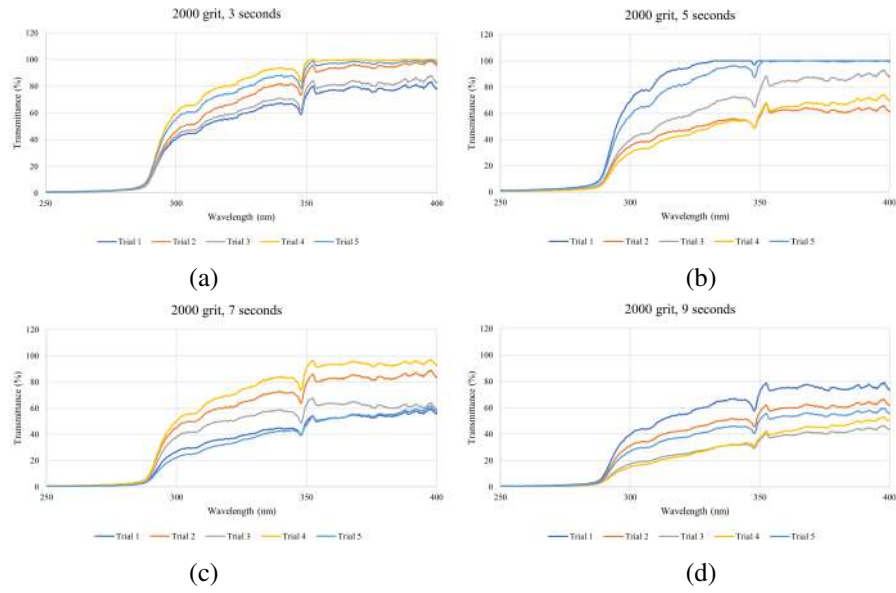 2000 grit, 3 seconds
120
100
80
60
40
20
0
Transmittance (%)
250
300
350
400
Wavelength (nm)
Trial 1 Trial 2 Trial 3 Trial 4 Trial 5
(a)
2000 grit, 5 seconds
120
100
80
60
40
20
0
Transmittance (%)
250
300
350
400
Wavelength (nm)
Trial 1 Trial 2 Trial 3 Trial 4 Trial 5
(b)
2000 grit, 7 seconds
120
100
80
60
40
20
0
Transmittance (%)
250
300
350
400
Wavelength (nm)
Trial 1 Trial 2 Trial 3 Trial 4 Trial 5
(c)
2000 grit, 9 seconds
120
100
80
60
40
20
0
Transmittance (%)
250
300
350
400
Wavelength (nm)
Trial 1 Trial 2 Trial 3 Trial 4 Trial 5
(d)